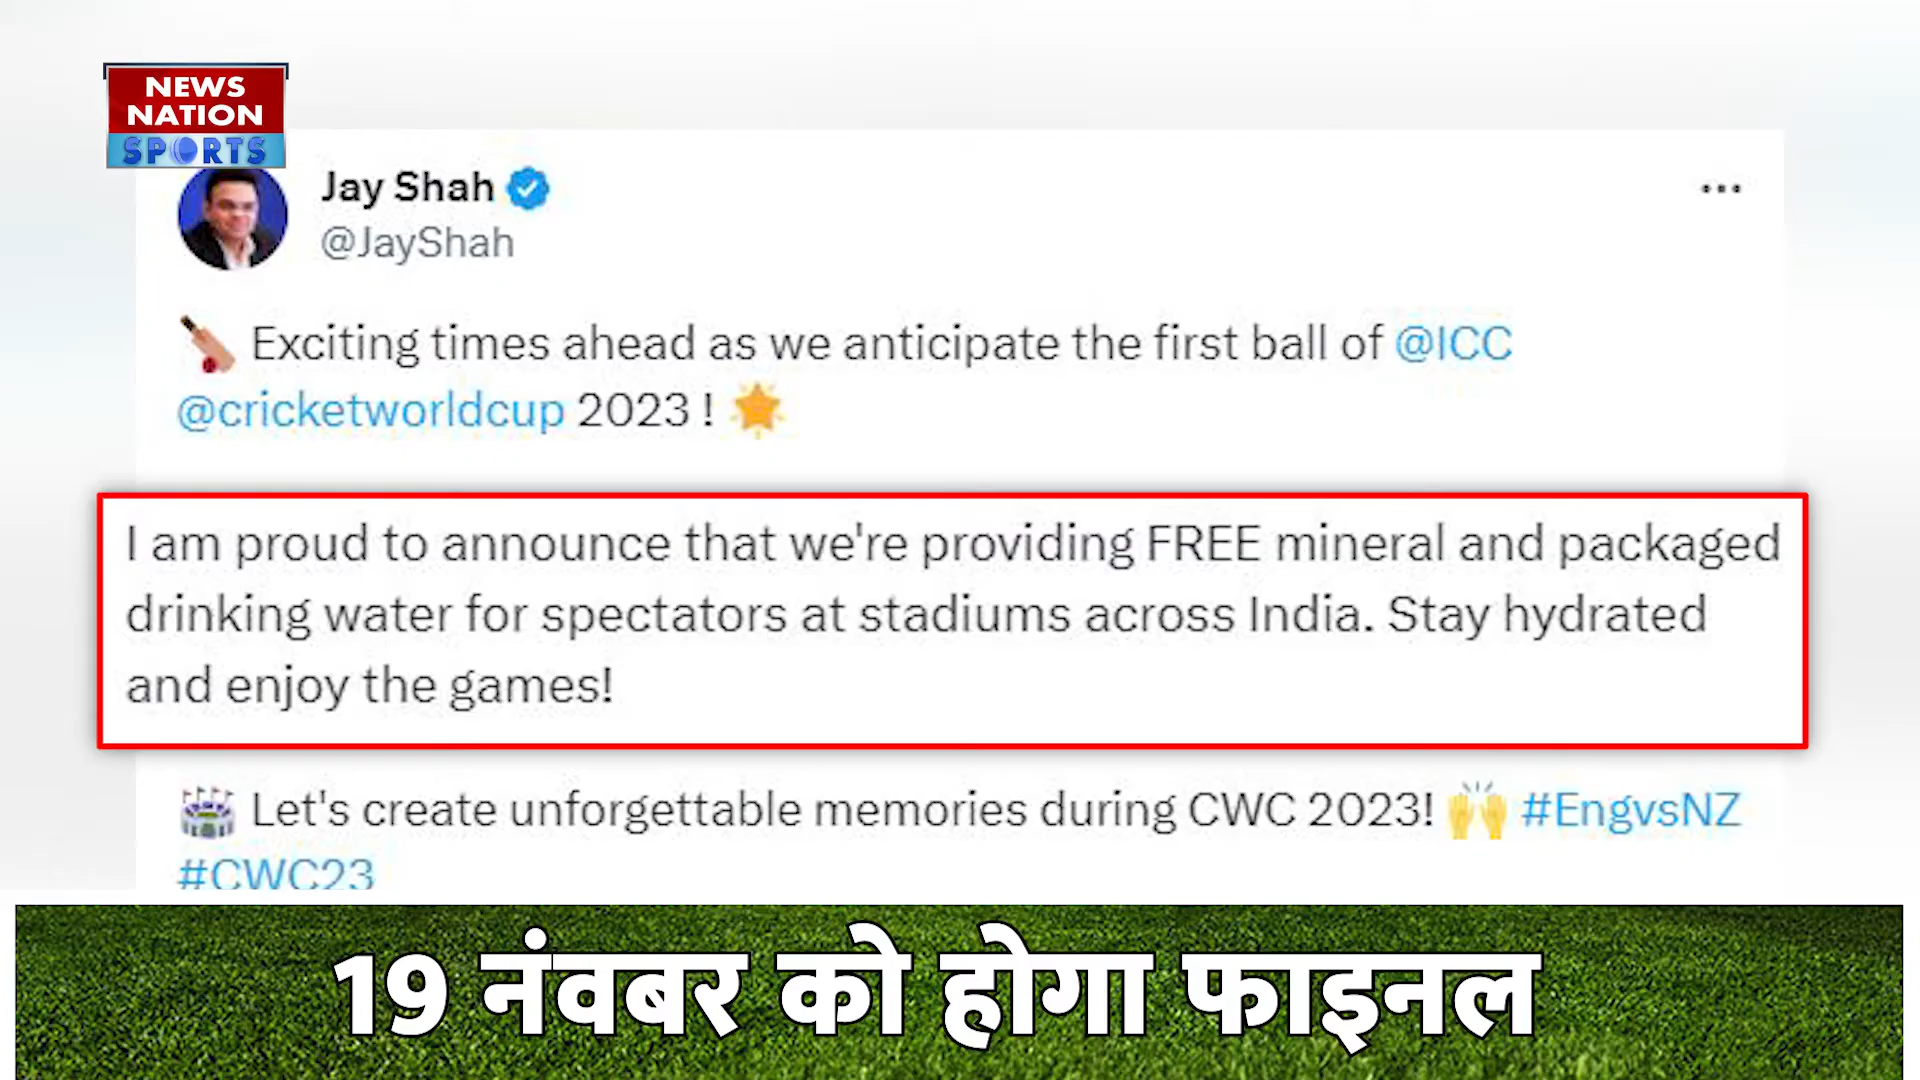 NEWS
NATION
SPORTS
Jay Shah
@JayShah
Exciting times ahead as we anticipate the first ball of @ICC
@cricketworldcup 2023 !
I am proud to announce that we're providing FREE mineral and packaged
drinking water for spectators at stadiums across India. Stay hydrated
and enjoy the games!
Let's create unforgettable memories during CWC 2023! #EngvsNZ
#CWC23
19 नंवबर को होगा फाइनल